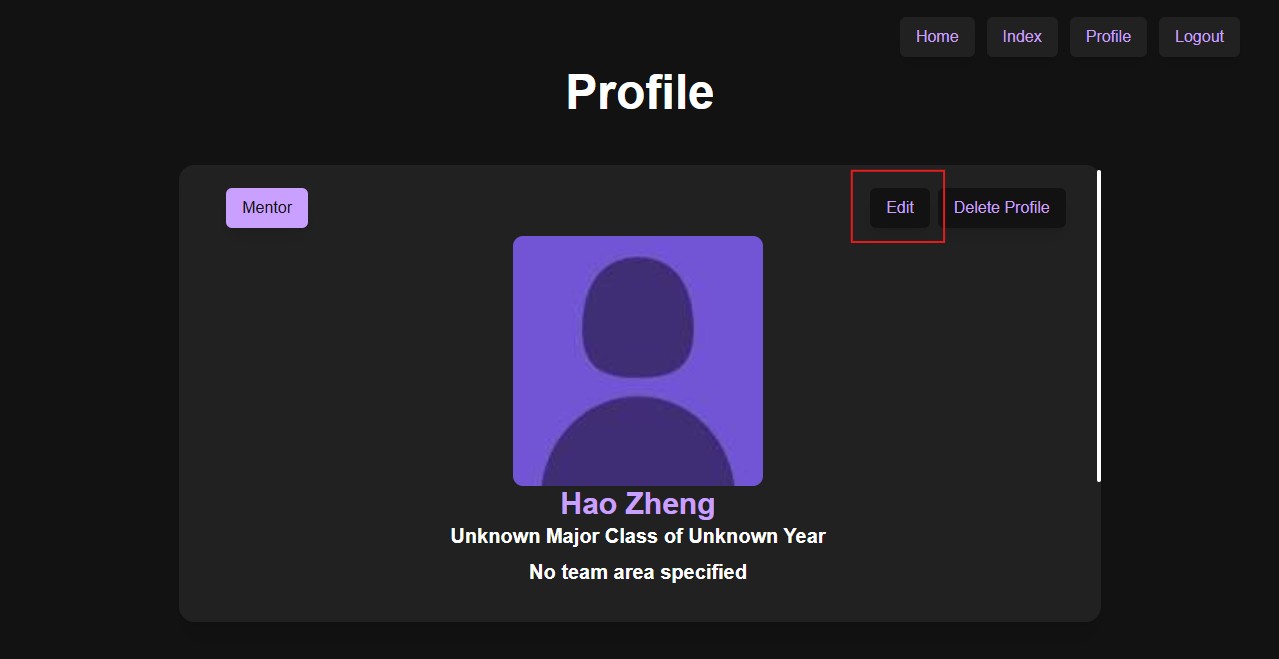 Home Index Profile Logout
Profile
Mentor Edit Delete Profile
Hao Zheng
Unknown Major Class of Unknown Year
No team area specified